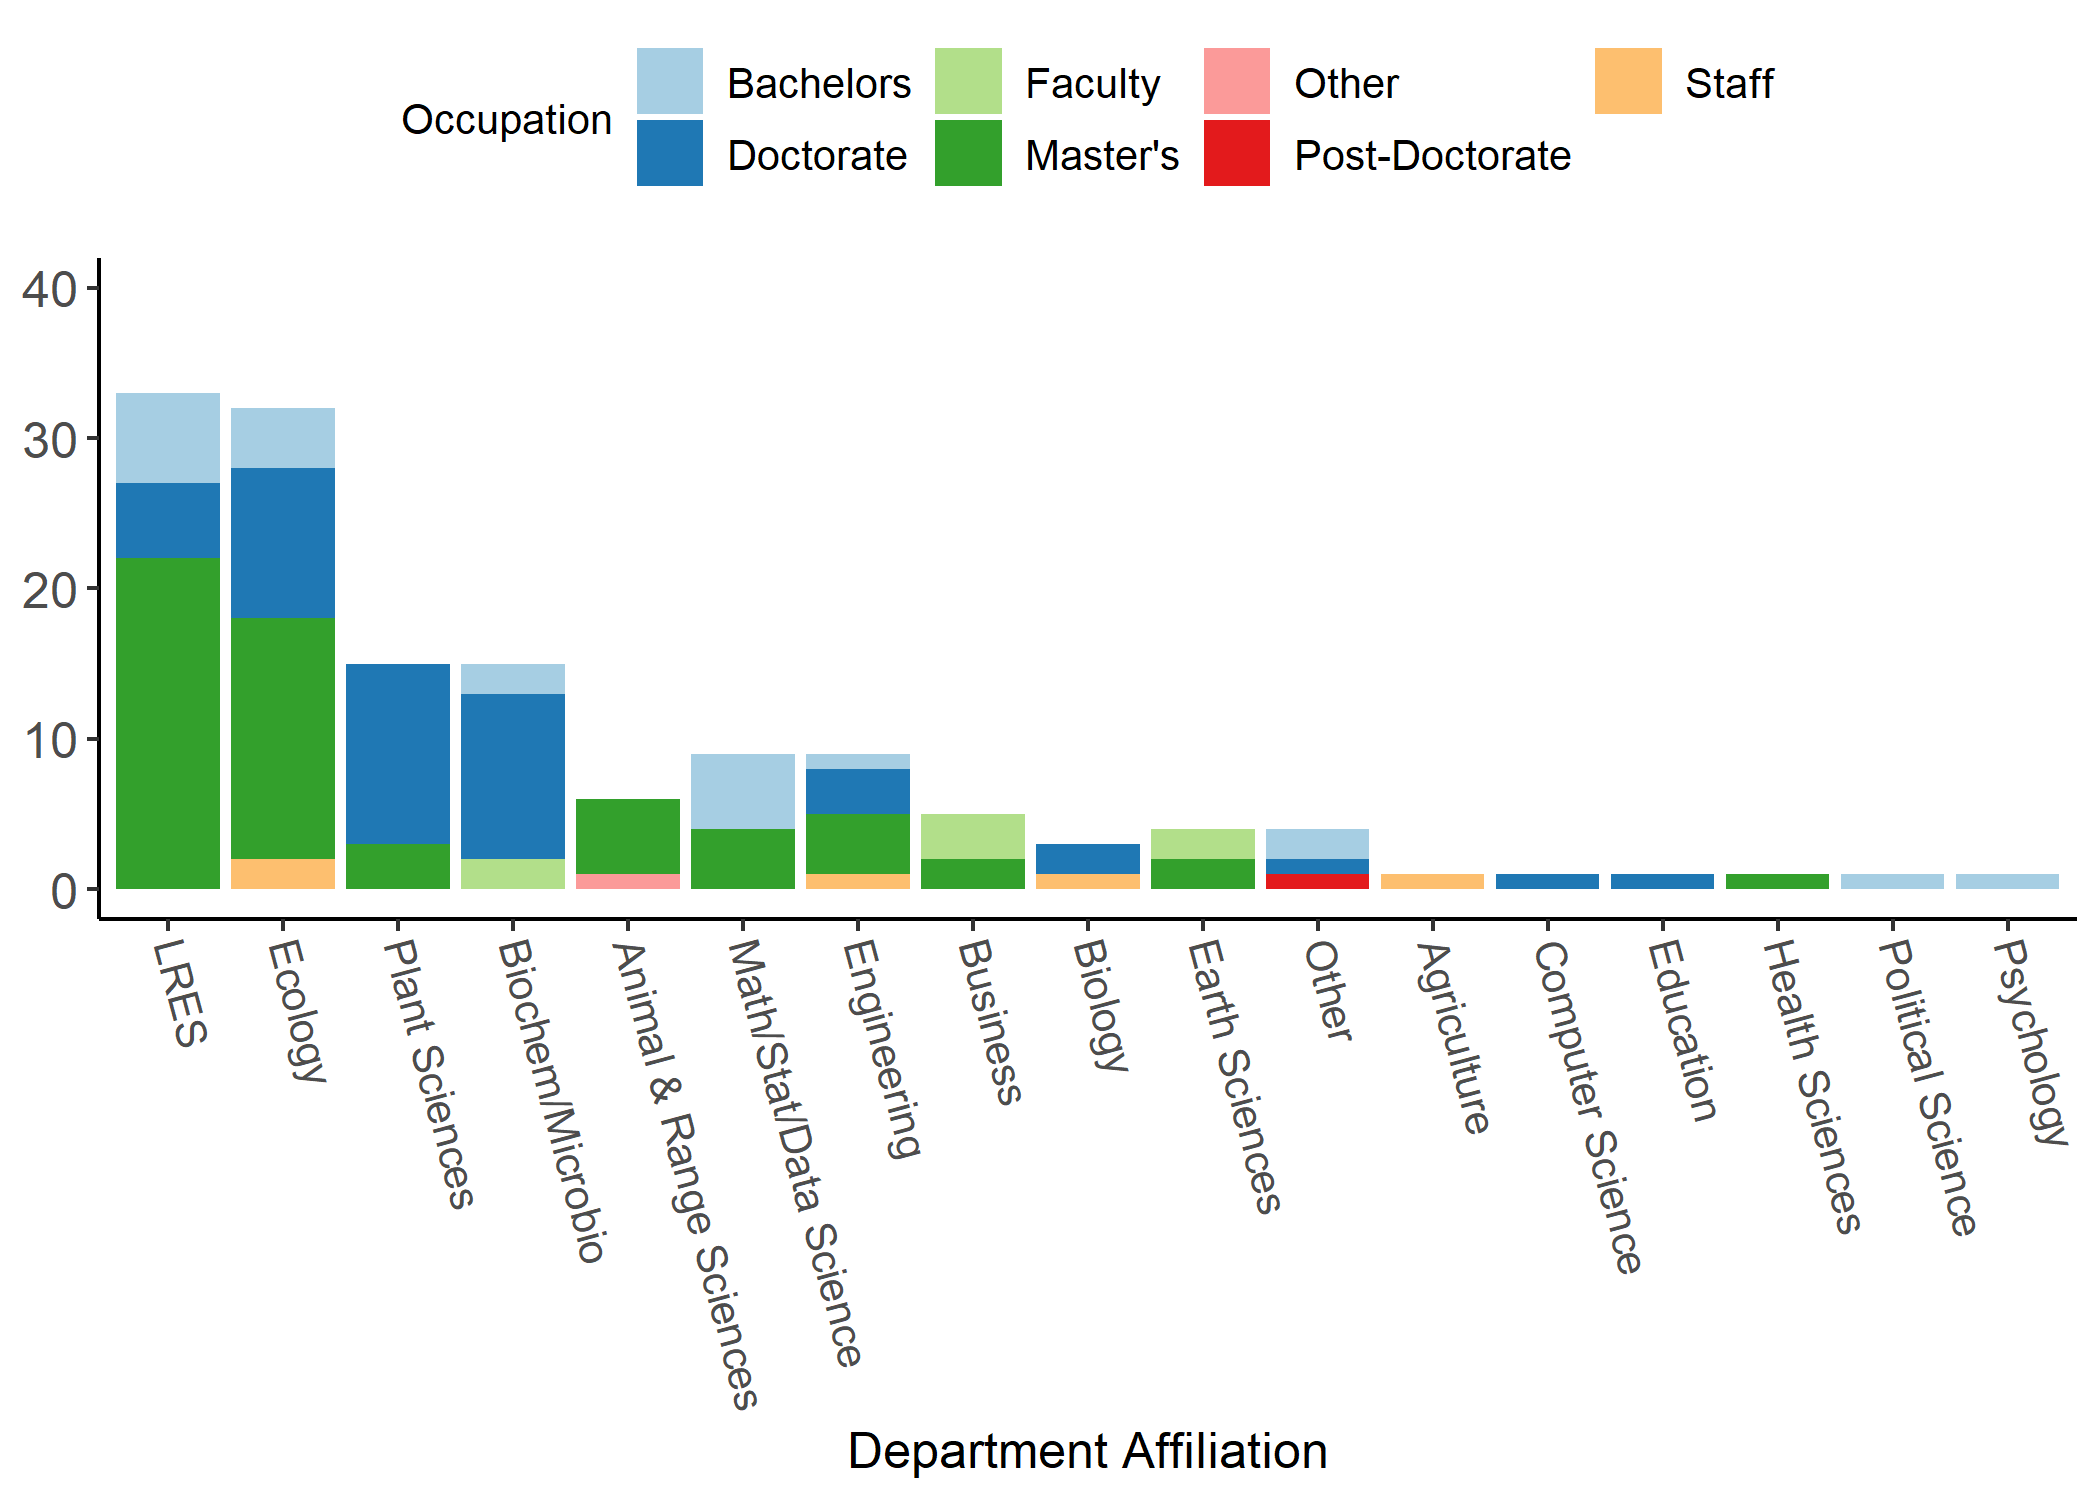 Occupation
Bachelors
Faculty
Other
Staff
Doctorate
Master's
Post-Doctorate
40
30
20
10
0
LRES
Ecology
Plant Sciences
Biochem/Microbio
Animal & Range Sciences
Math/Stat/Data Science
Engineering
Business
Biology
Earth Sciences
Other
Agriculture
Computer Science
Education
Health Sciences
Political Science
Psychology
Department Affiliation